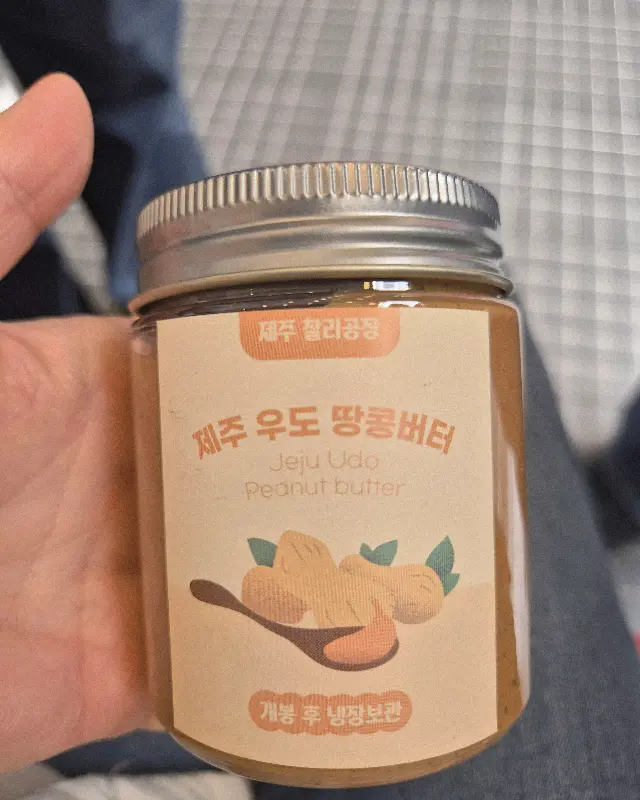 제주 찰리공장
제주 우도 땅콩버터
Jeju Udo
Peanut butter
개봉 후 냉장보관